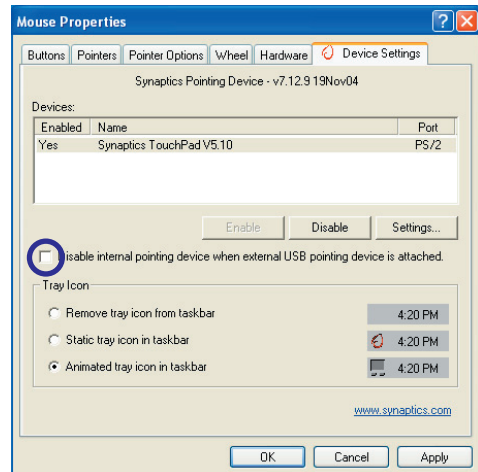 Mouse Properties
Buttons Pointers Pointer Options Wheel Hardware Device Settings
Synaptics Pointing Device - v7.12.9 19Nov04
Devices:
Enabled Name Port
Yes Synaptics TouchPad V5.10 PS/2
Enable Disable Settings...
Disable internal pointing device when external USB pointing device is attached.
Tray Icon
Remove tray icon from taskbar 4:20 PM
Static tray icon in taskbar 4:20 PM
Animated tray icon in taskbar 4:20 PM
www.synaptics.com
OK Cancel Apply